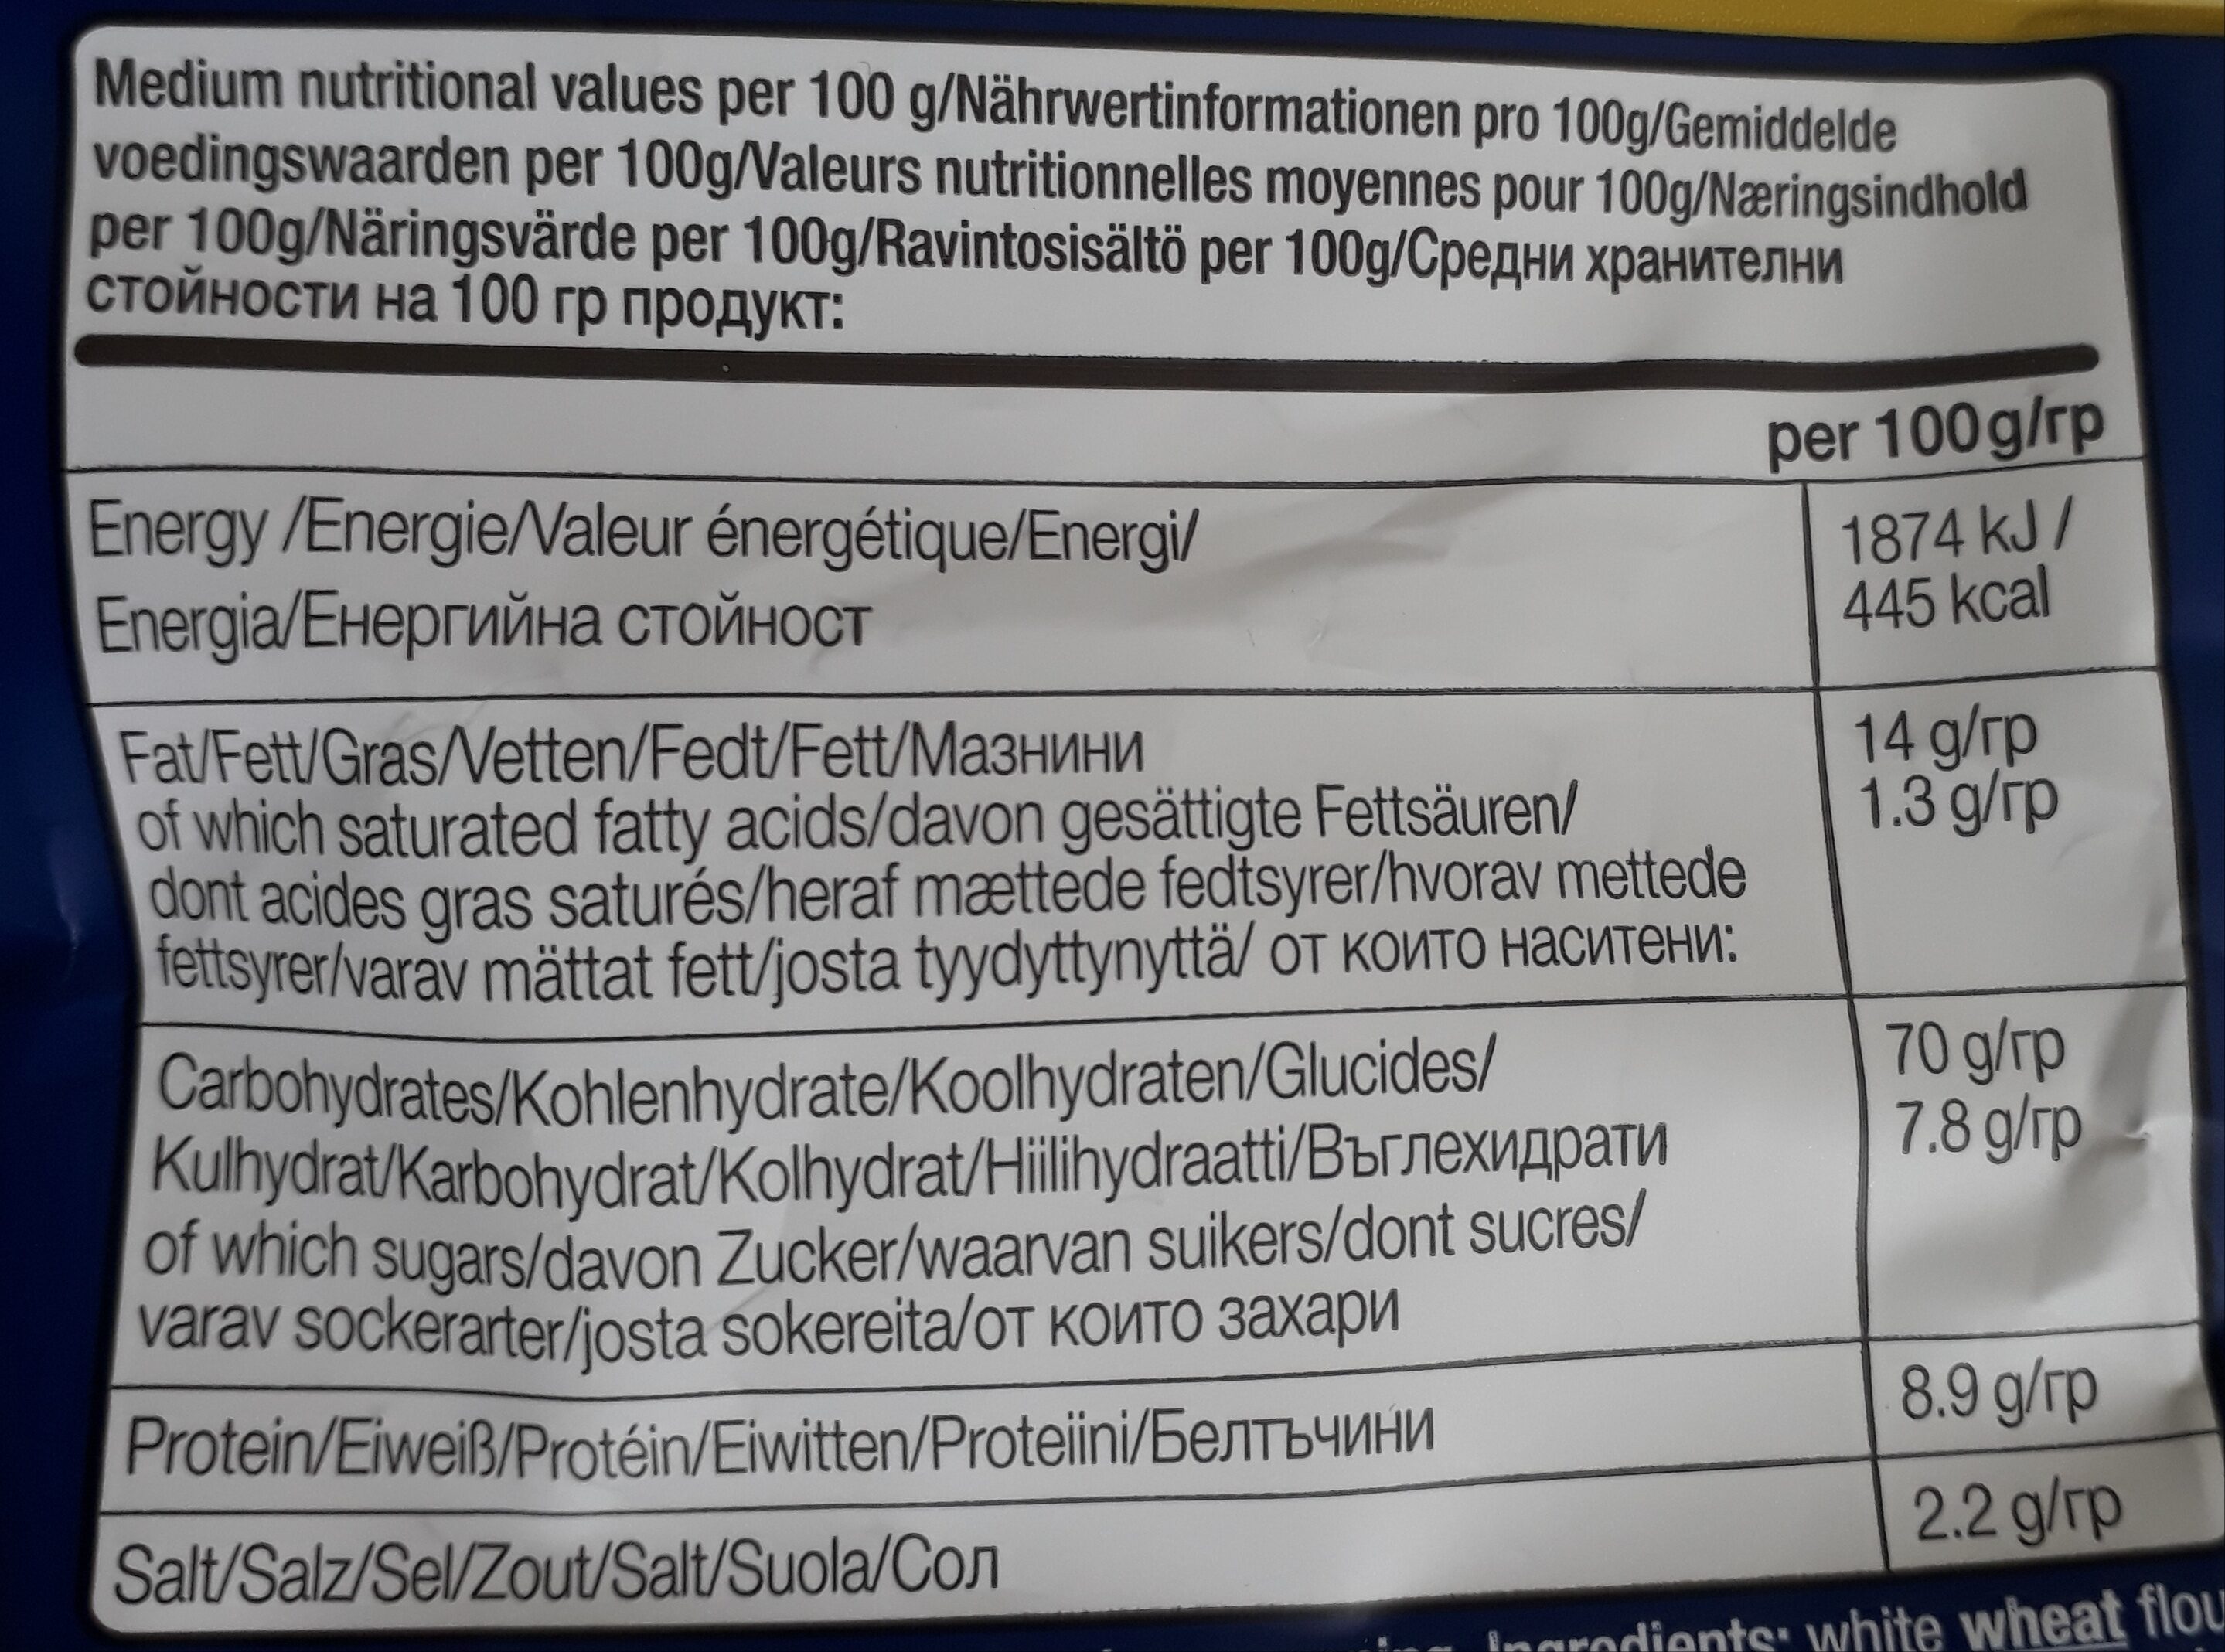 Medium nutritional values per 100 g/Nährwertinformationen pro 100g/Gemiddelde
voedingswaarden per 100g/Valeurs nutritionnelles moyennes pour 100g/Næringsindhold
per 100g/Näringsvärde per 100g/Ravintosisältö per 100g/Средни хранителни
стойности на 100 гр продукт:
per 100g/гр
Energy /Energie/Valeur énergétique/Energi/
Energia/Енергийна стойност
1874 kJ /
445 kcal
Fat/Fett/Gras/Vetten/Fedt/Fett/Мазнини
14 g/гр
of which saturated fatty acids/davon gesättigte Fettsäuren/
1.3 g/гр
dont acides gras saturés/heraf mættede fedtsyrer/hvorav mettede
fettsyrer/varav mättat fett/josta tyydyttynyttä/ от които наситени:
Carbohydrates/Kohlenhydrate/Koolhydraten/Glucides/
70 g/гр
Kulhydrat/Karbohydrat/Kolhydrat/Hiilihydraatti/Въглехидрати
7.8 g/гр
of which sugars/davon Zucker/waarvan suikers/dont sucres/
varav sockerarter/josta sokereita/от които захари
Protein/Eiweiß/Protéin/Eiwitten/Proteiini/Белтъчини
8.9 g/гр
Salt/Salz/Sel/Zout/Salt/Suola/Сол
2.2 g/гр
Ingredients: white wheat